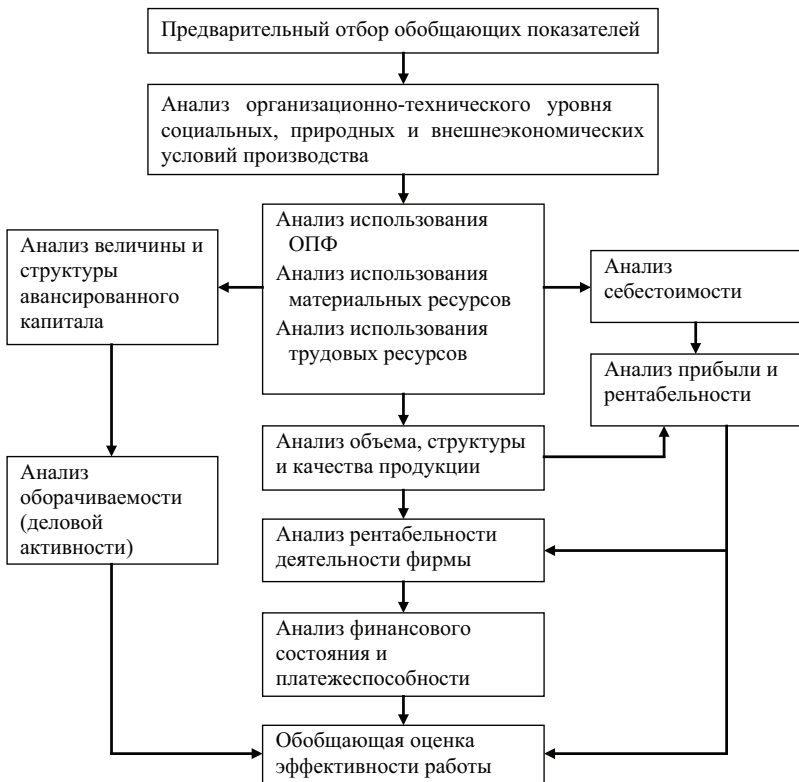 Предварительный отбор обобщающих показателей
Анализ организационно-технического уровня
социальных, природных и внешнеэкономических
условий производства
Анализ использования
ОПФ
Анализ использования
материальных ресурсов
Анализ использования
трудовых ресурсов
Анализ величины и
структуры
авансированного
капитала
Анализ
себестоимости
Анализ прибыли и
рентабельности
Анализ объема, структуры
и качества продукции
Анализ
оборачиваемости
(деловой
активности)
Анализ рентабельности
деятельности фирмы
Анализ финансового
состояния и
платежеспособности
Обобщающая оценка
эффективности работы